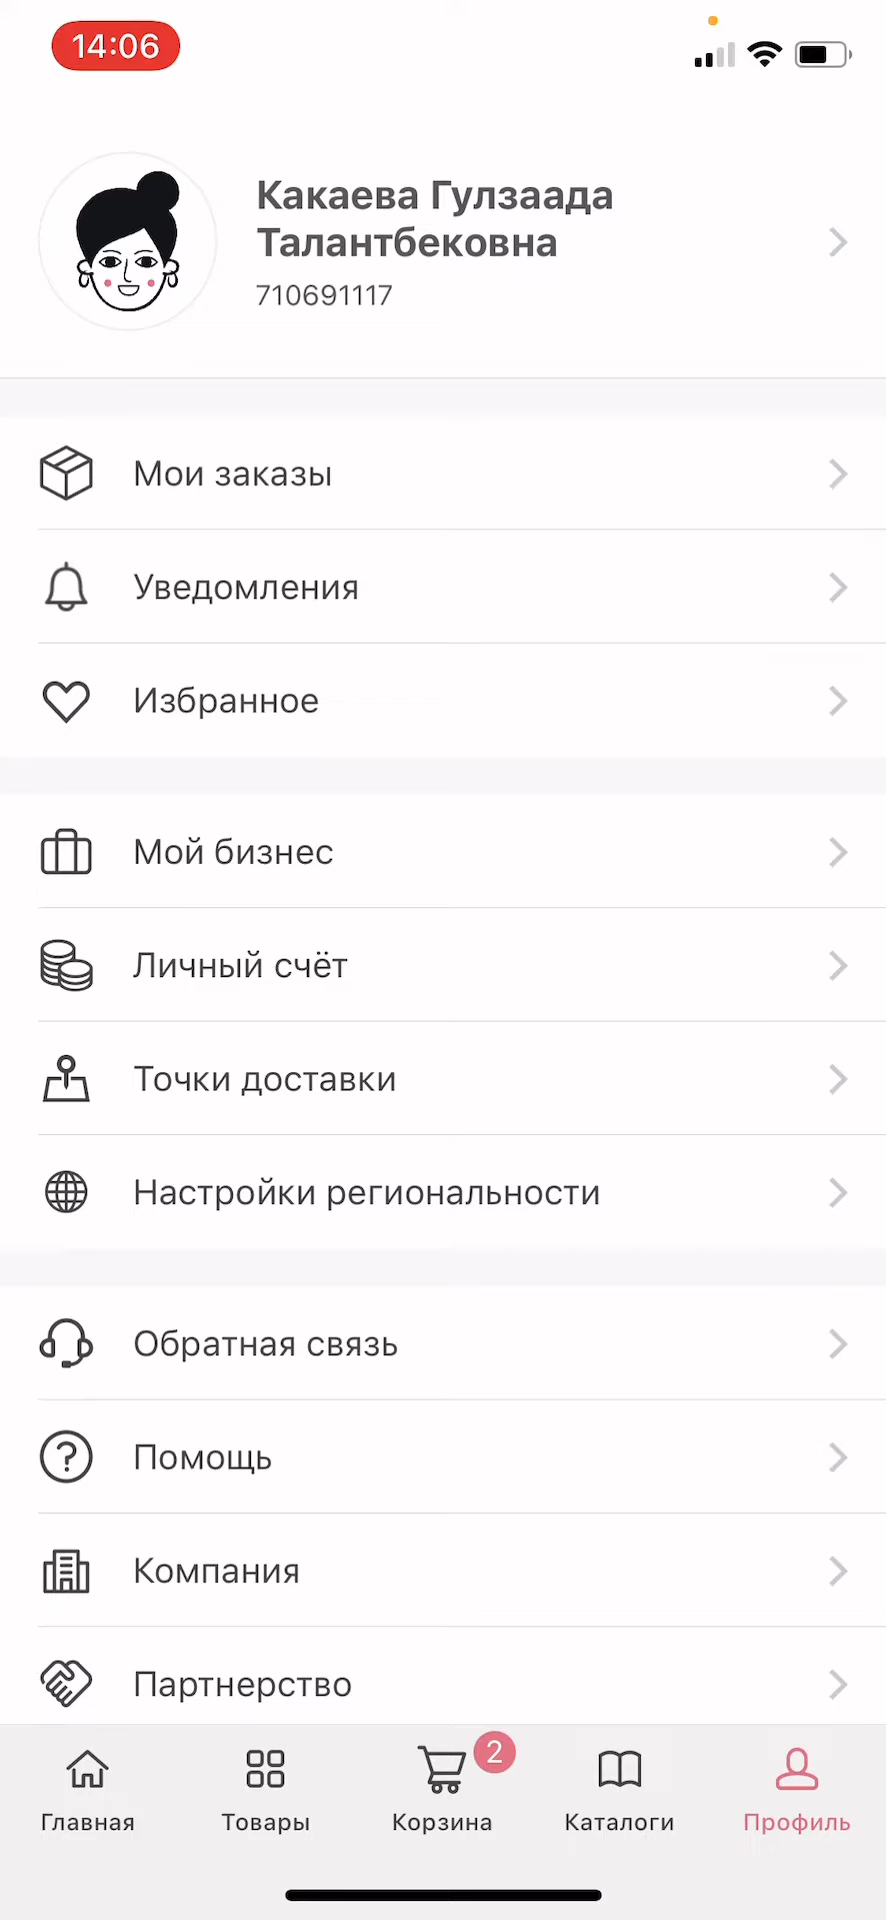 14:06
Какаева Гулзаада
Талантбековна
710691117
Мои заказы
Уведомления
Избранное
Мой бизнес
Личный счёт
Точки доставки
Настройки региональности
Обратная связь
Помощь
Компания
Партнерство
2
Главная Товары Корзина Каталоги Профиль